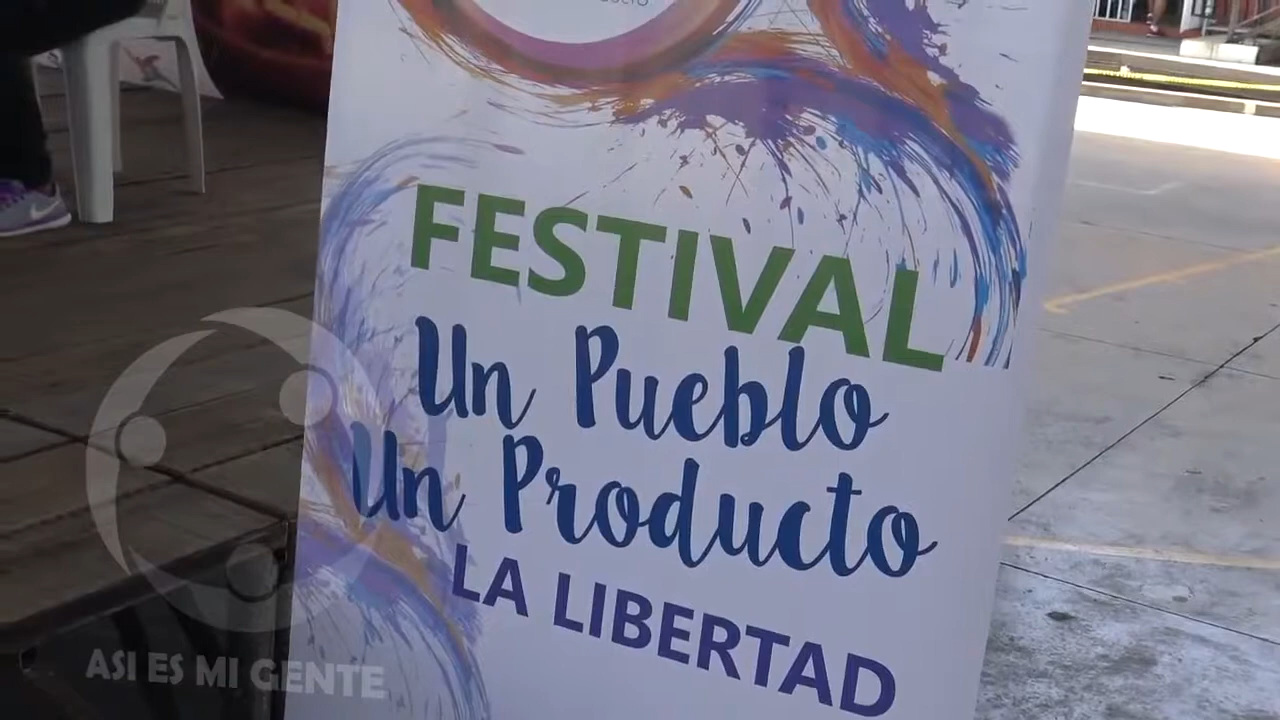 FESTIVAL
Un Pueblo
Un Producto
LA LIBERTAD
ASI ES MI GENTE